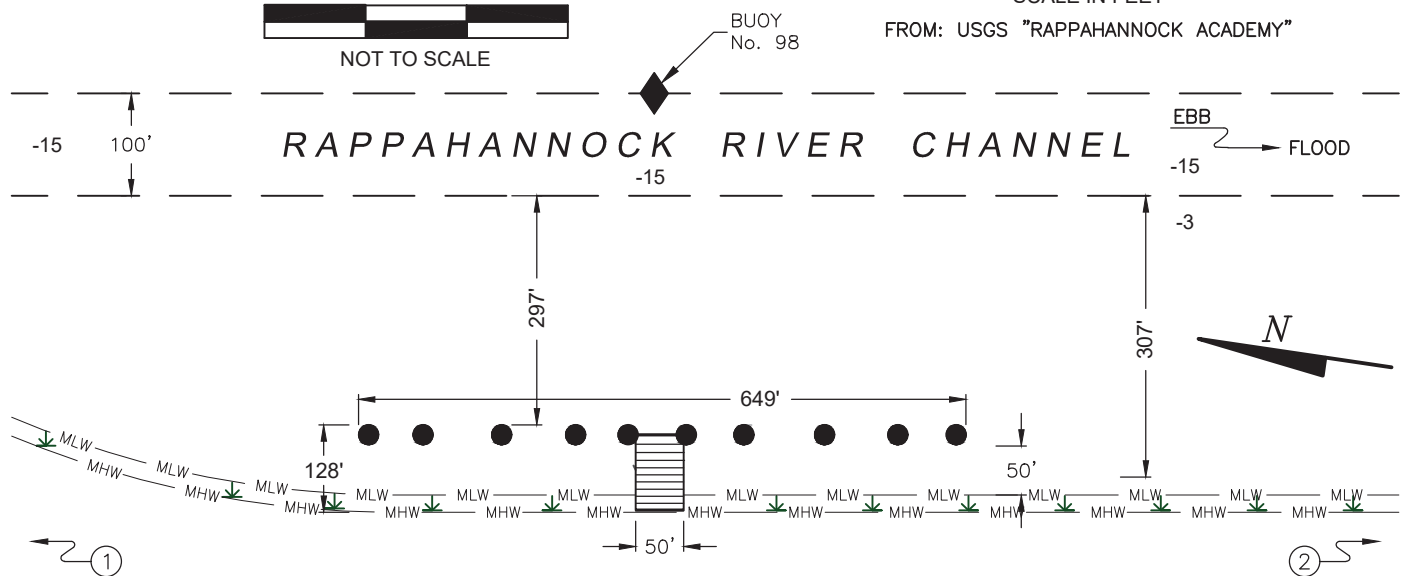 SCALE IN FEET
NOT TO SCALE
BUOY
No. 98
FROM: USGS "RAPPAHANNOCK ACADEMY"
-15
100'
RAPPAHANNOCK RIVER CHANNEL
-15
EBB
FLOOD
-15
-3
297'
307'
N
649'
128'
50'
MLW MLW MLW MLW MLW MLW MLW MLW MLW MLW MLW MLW MLW
MHW MHW MHW MHW MHW MHW MHW MHW MHW MHW MHW MHW MHW
50'
1
2